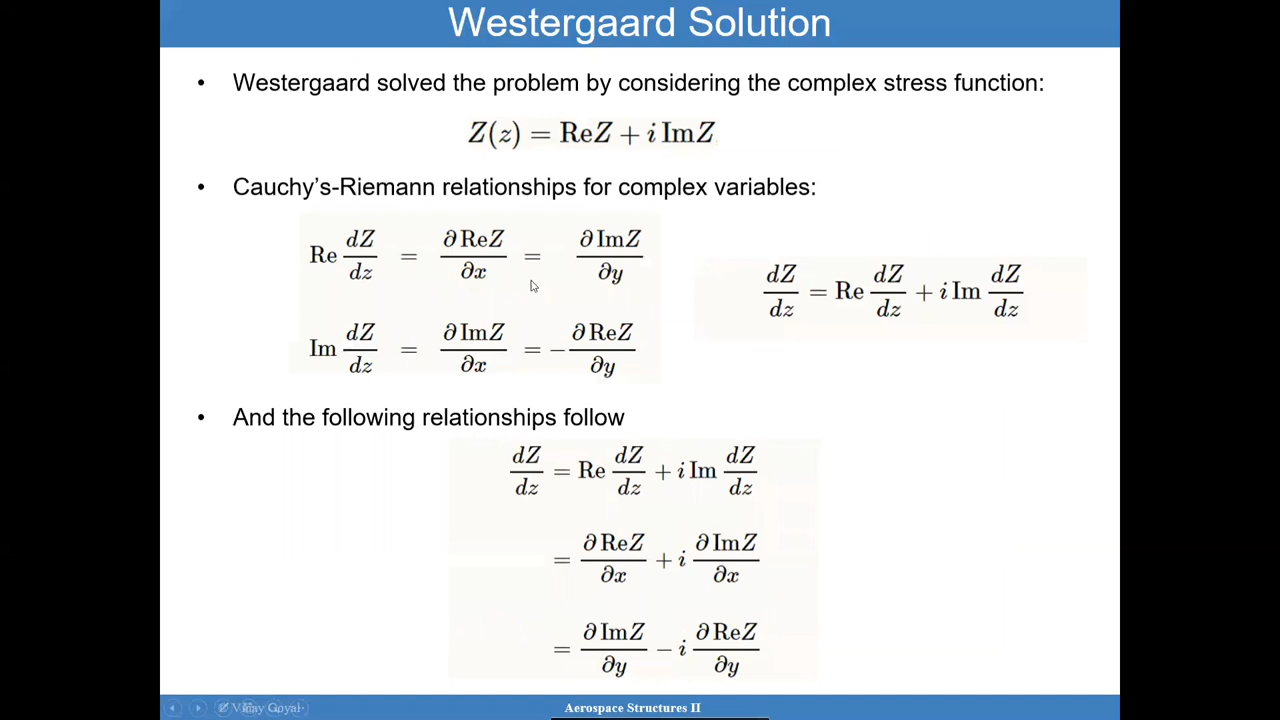 Westergaard Solution
• Westergaard solved the problem by considering the complex stress function:
Z(z) = ReZ + i ImZ
• Cauchy's-Riemann relationships for complex variables:
Re dZ/dz = ∂ ReZ/∂x = ∂ ImZ/∂y
Im dZ/dz = ∂ ImZ/∂x = − ∂ ReZ/∂y
dZ/dz = Re dZ/dz + i Im dZ/dz
• And the following relationships follow
dZ/dz = Re dZ/dz + i Im dZ/dz
= ∂ ReZ/∂x + i ∂ ImZ/∂x
= ∂ ImZ/∂y − i ∂ ReZ/∂y
Goyal
Aerospace Structures II